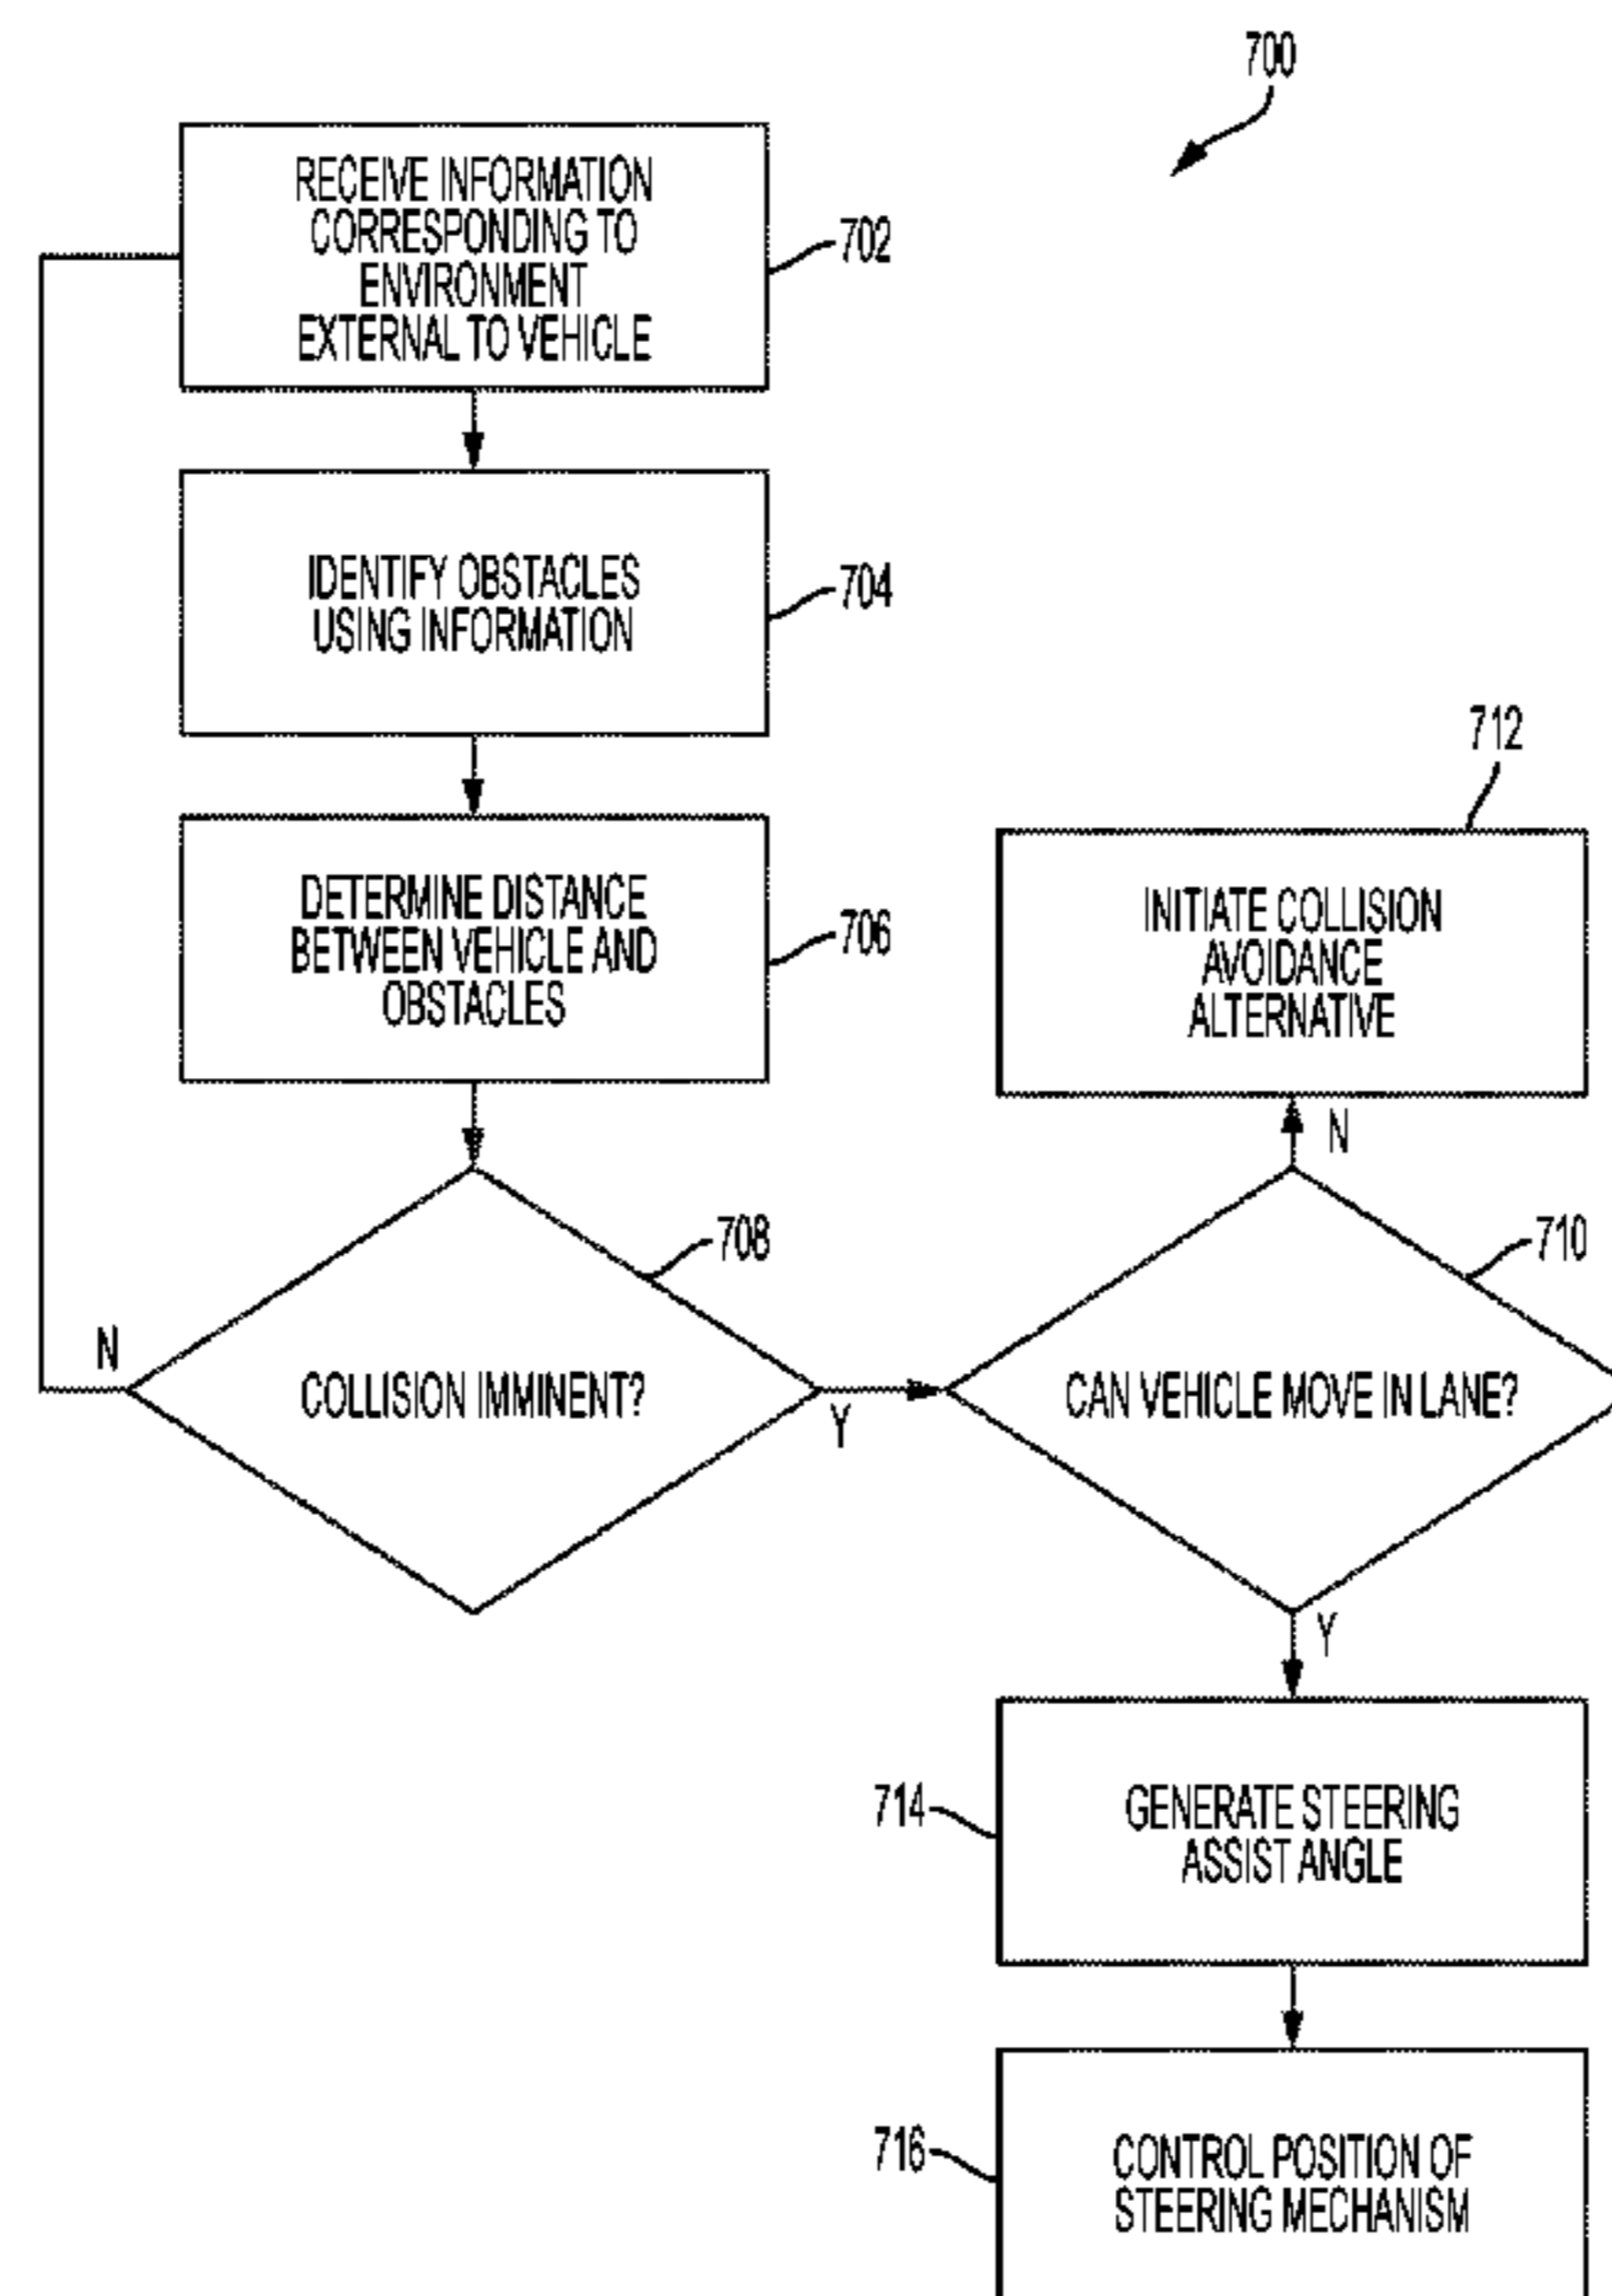 700
RECEIVE INFORMATION
CORRESPONDING TO
ENVIRONMENT
EXTERNAL TO VEHICLE
702
IDENTIFY OBSTACLES
USING INFORMATION
704
DETERMINE DISTANCE
BETWEEN VEHICLE AND
OBSTACLES
706
COLLISION IMMINENT?
708
N
Y
CAN VEHICLE MOVE IN LANE?
710
N
INITIATE COLLISION
AVOIDANCE
ALTERNATIVE
712
Y
GENERATE STEERING
ASSIST ANGLE
714
CONTROL POSITION OF
STEERING MECHANISM
716